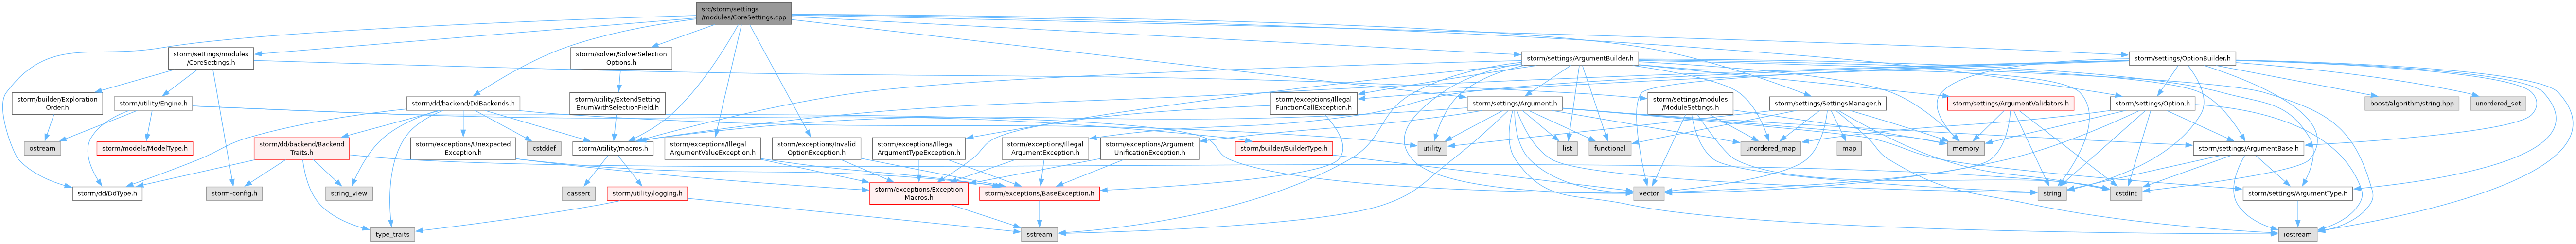 src/storm/settings
/modules/CoreSettings.cpp
storm/settings/modules
/CoreSettings.h
storm/solver/SolverSelection
Options.h
storm/settings/ArgumentBuilder.h
storm/settings/OptionBuilder.h
storm/builder/Exploration
Order.h
storm/utility/Engine.h
storm/dd/backend/DdBackends.h
storm/utility/ExtendSetting
EnumWithSelectionField.h
storm/exceptions/Illegal
FunctionCallException.h
storm/settings/Argument.h
storm/settings/modules
/ModuleSettings.h
storm/settings/SettingsManager.h
storm/settings/ArgumentValidators.h
storm/settings/Option.h
boost/algorithm/string.hpp
unordered_set
ostream
storm/models/ModelType.h
storm/dd/backend/Backend
Traits.h
storm/exceptions/Unexpected
Exception.h
cstddef
storm/utility/macros.h
storm/exceptions/Illegal
ArgumentValueException.h
storm/exceptions/Invalid
OptionException.h
storm/exceptions/Illegal
ArgumentTypeException.h
storm/exceptions/Illegal
ArgumentException.h
storm/exceptions/Argument
UnificationException.h
storm/builder/BuilderType.h
utility
list
functional
unordered_map
map
memory
storm/settings/ArgumentBase.h
storm/dd/DdType.h
storm-config.h
string_view
cassert
storm/utility/logging.h
storm/exceptions/Exception
Macros.h
storm/exceptions/BaseException.h
vector
string
cstdint
storm/settings/ArgumentType.h
type_traits
sstream
iostream